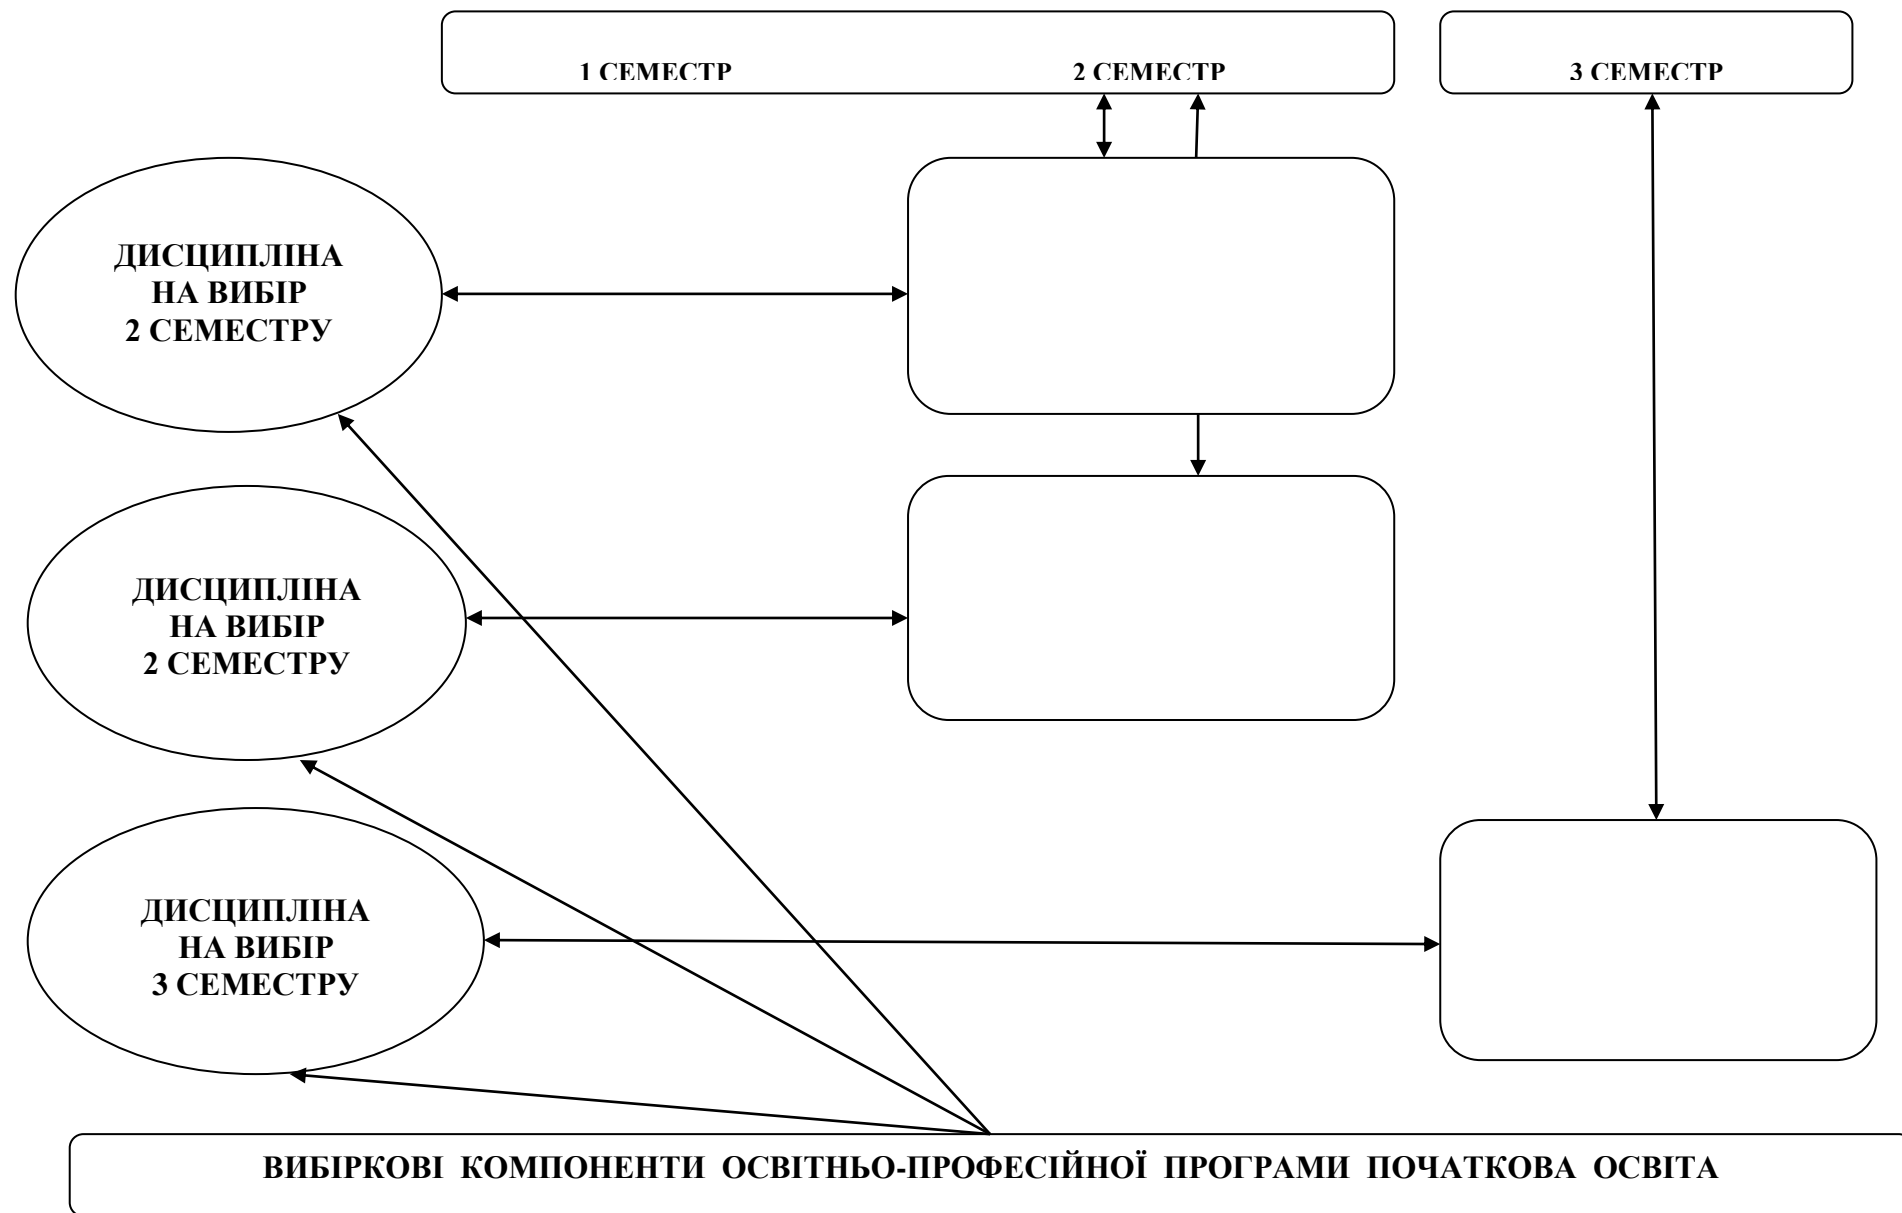 1 СЕМЕСТР 2 СЕМЕСТР
3 СЕМЕСТР
ДИСЦИПЛІНА
НА ВИБІР
2 СЕМЕСТРУ
ДИСЦИПЛІНА
НА ВИБІР
2 СЕМЕСТРУ
ДИСЦИПЛІНА
НА ВИБІР
3 СЕМЕСТРУ
ВИБІРКОВІ КОМПОНЕНТИ ОСВІТНЬО-ПРОФЕСІЙНОЇ ПРОГРАМИ ПОЧАТКОВА ОСВІТА